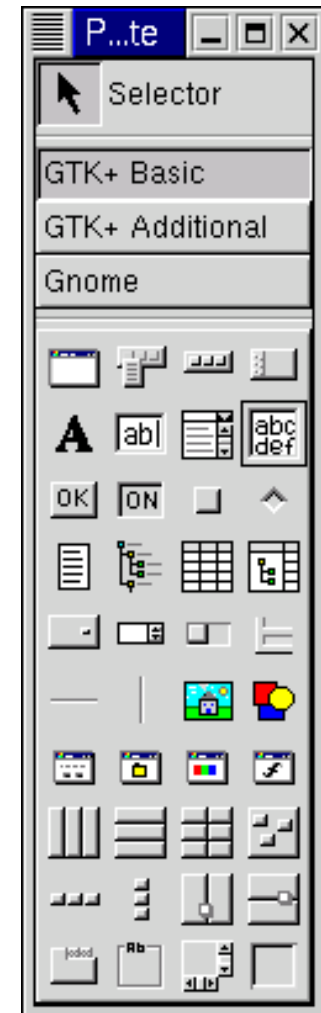 P...te
Selector
GTK+ Basic
GTK+ Additional
Gnome
A
abl
abc
def
OK
ON
f
Ab